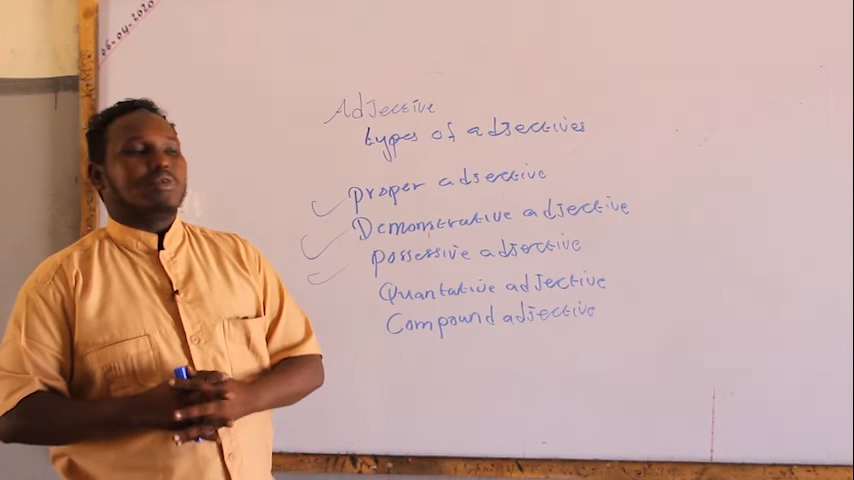 06-04-2020
Adjective
types of adjectives
proper adjective
Demonstrative adjective
possessive adjective
Quantative adjective
Compound adjective